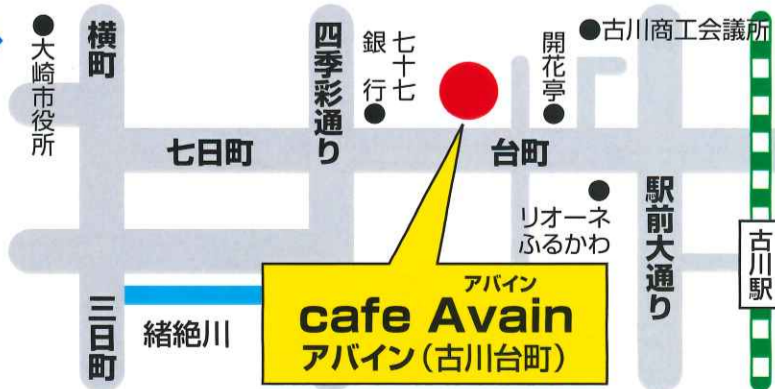 大崎市役所
横町
四季彩通り
七十七
銀行
開花亭
古川商工会議所
七日町
台町
リオーネ
ふるかわ
駅前大通り
古川駅
三日町
緒絶川
アバイン
cafe Avain
アバイン(古川台町)